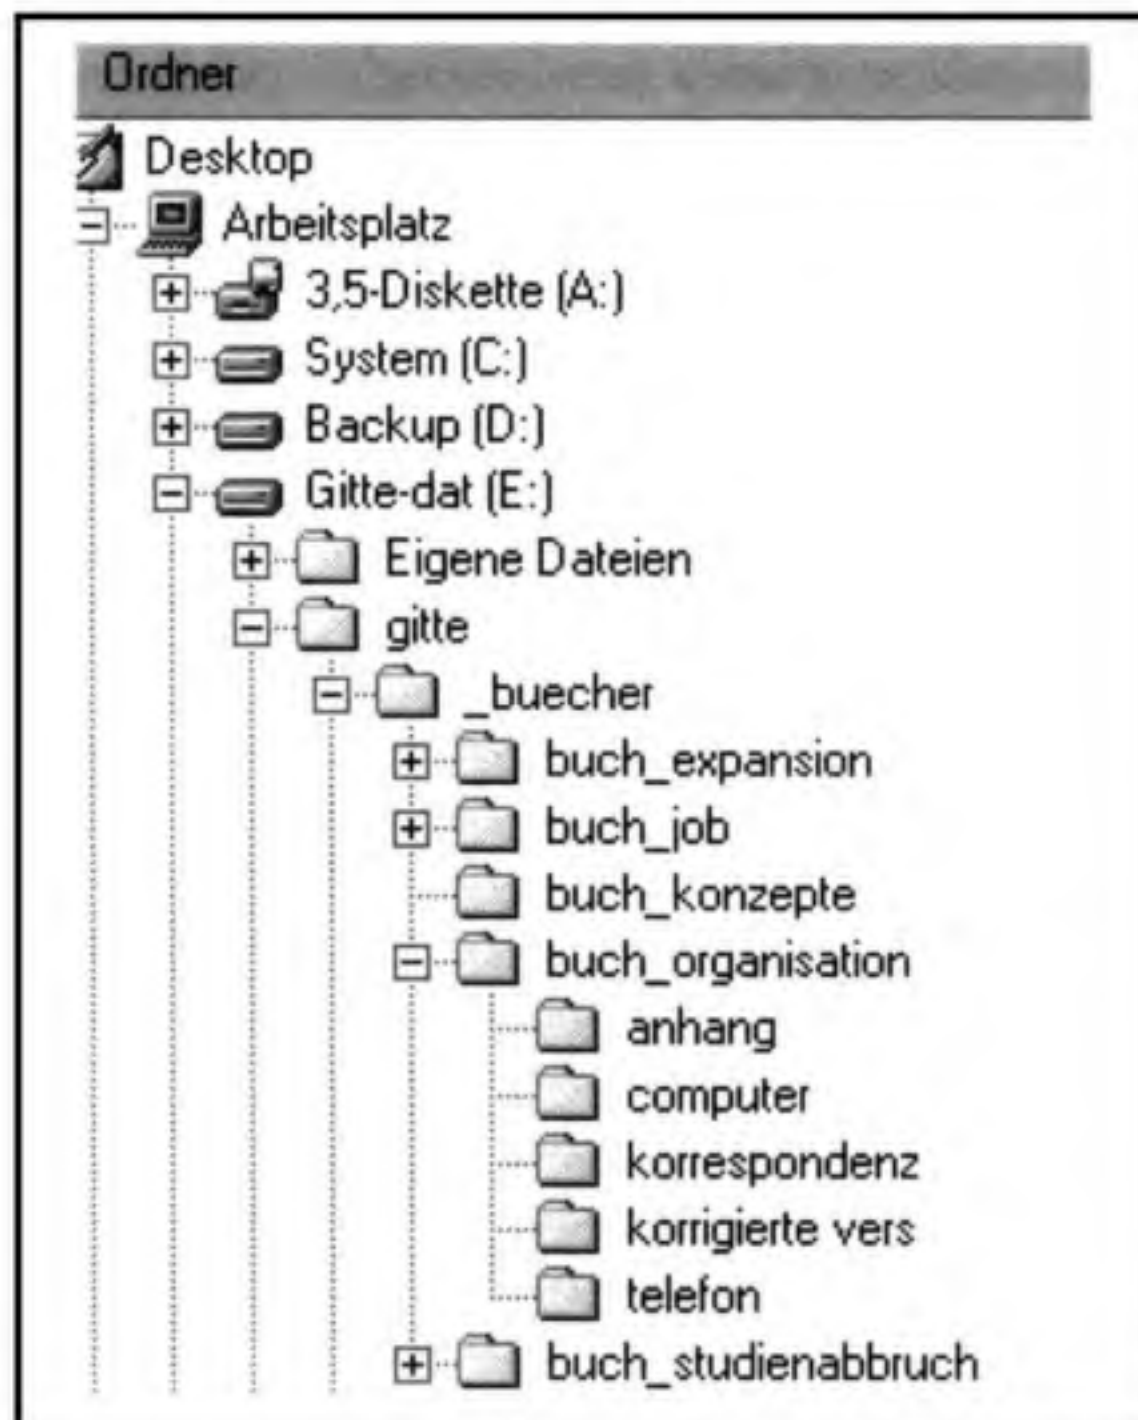 Ordner
Desktop
Arbeitsplatz
3,5-Diskette (A:)
System (C:)
Backup (D:)
Gitte-dat (E:)
Eigene Dateien
gitte
_buecher
buch_expansion
buch_job
buch_konzepte
buch_organisation
anhang
computer
korrespondenz
korrigierte vers
telefon
buch_studienabbruch